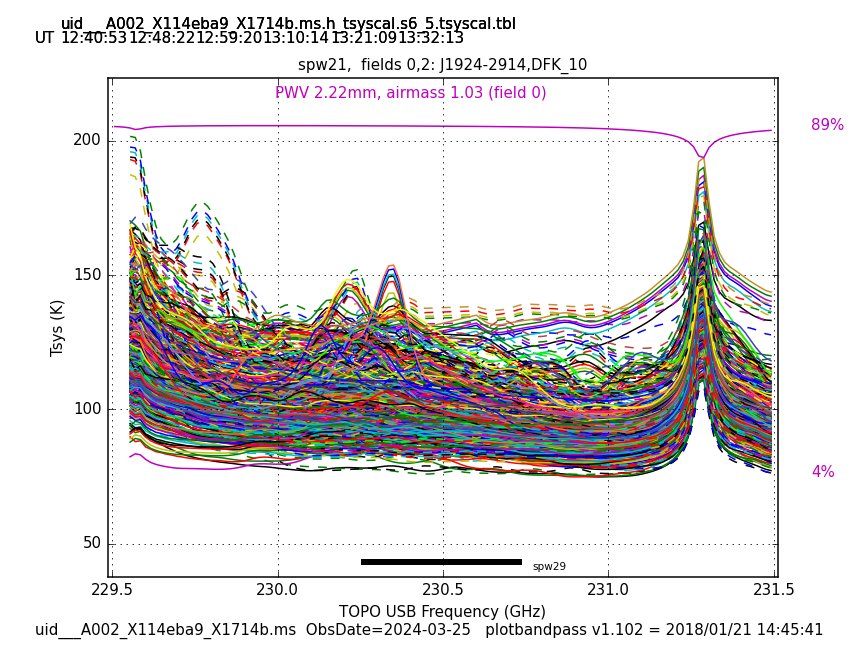 uid___A002_X114eba9_X1714b.ms.h_tsyscal.s6_5.tsyscal.tbl
UT 12:40:53 12:48:22 12:59:20 13:10:14 13:21:09 13:32:13
spw21, fields 0,2: J1924-2914,DFK_10
PWV 2.22mm, airmass 1.03 (field 0)
89%
200
150
Tsys (K)
100
4%
50
spw29
229.5 230.0 230.5 231.0 231.5
TOPO USB Frequency (GHz)
uid___A002_X114eba9_X1714b.ms ObsDate=2024-03-25 plotbandpass v1.102 = 2018/01/21 14:45:41